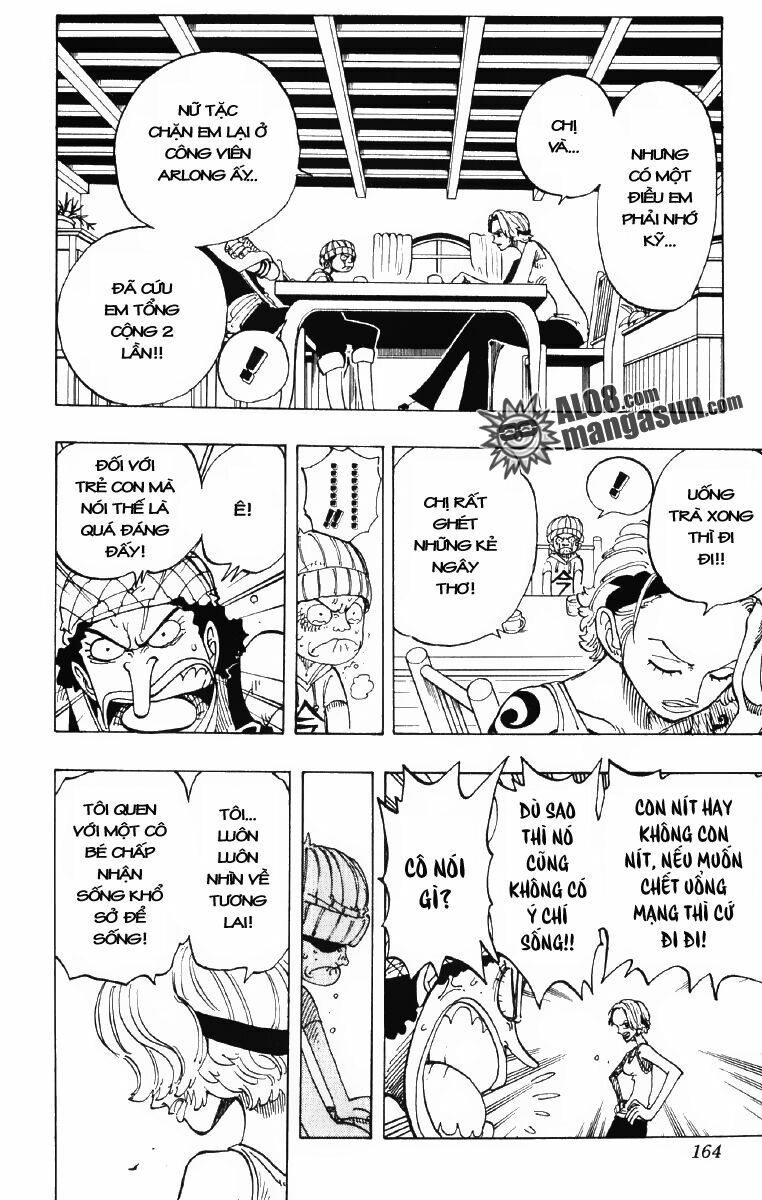 NHƯNG
CÓ MỘT
ĐIỀU EM
PHẢI NHỚ
KỸ...
CHỊ
VÀ...
NỮ TẶC
CHẶN EM LẠI Ở
CÔNG VIÊN
ARLONG ẤY...
ĐÃ CỨU
EM TỔNG
CỘNG 2
LẦN!!
!
AL08.com
mangasun.com
UỐNG
TRÀ XONG
THÌ ĐI
ĐI!!
!
CHỊ RẤT
GHÉT
NHỮNG KẺ
NGÂY
THƠ!
......!!
Ê!
ĐỐI VỚI
TRẺ CON MÀ
NÓI THẾ LÀ
QUÁ ĐÁNG
ĐẤY!
CON NÍT HAY
KHÔNG CON
NÍT, NẾU MUỐN
CHẾT UỔNG
MẠNG THÌ CỨ
ĐI ĐI!
DÙ SAO
THÌ NÓ
CŨNG
KHÔNG CÓ
Ý CHÍ
SỐNG!!
CÔ NÓI
GÌ?
TÔI...
LUÔN
LUÔN
NHÌN VỀ
TƯƠNG
LAI!
TÔI QUEN
VỚI MỘT CÔ
BÉ CHẤP
NHẬN
SỐNG KHỔ
SỞ ĐỂ
SỐNG!
164